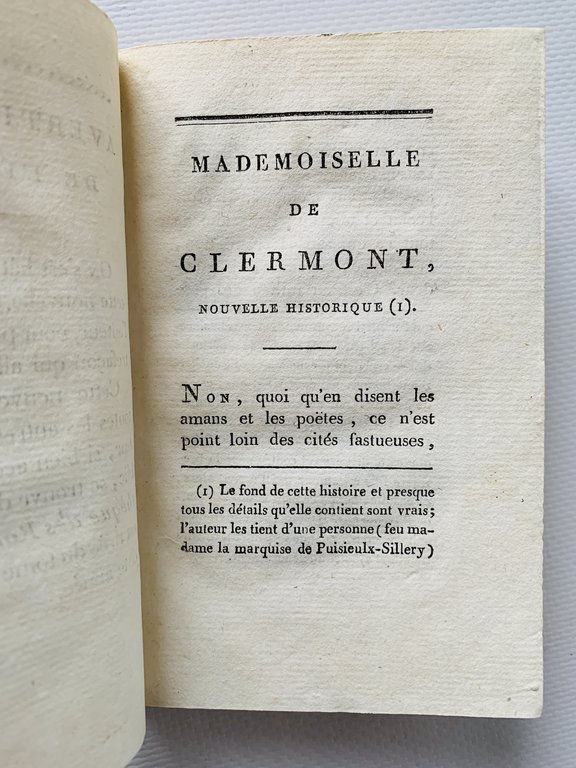 MADEMOISELLE
DE
CLERMONT,
NOUVELLE HISTORIQUE (1).
NON, quoi qu'en disent les
amans et les poëtes, ce n'est
point loin des cités fastueuses,
(1) Le fond de cette histoire et presque
tous les détails qu'elle contient sont vrais;
l'auteur les tient d'une personne (feu ma-
dame la marquise de Puisieulx-Sillery)